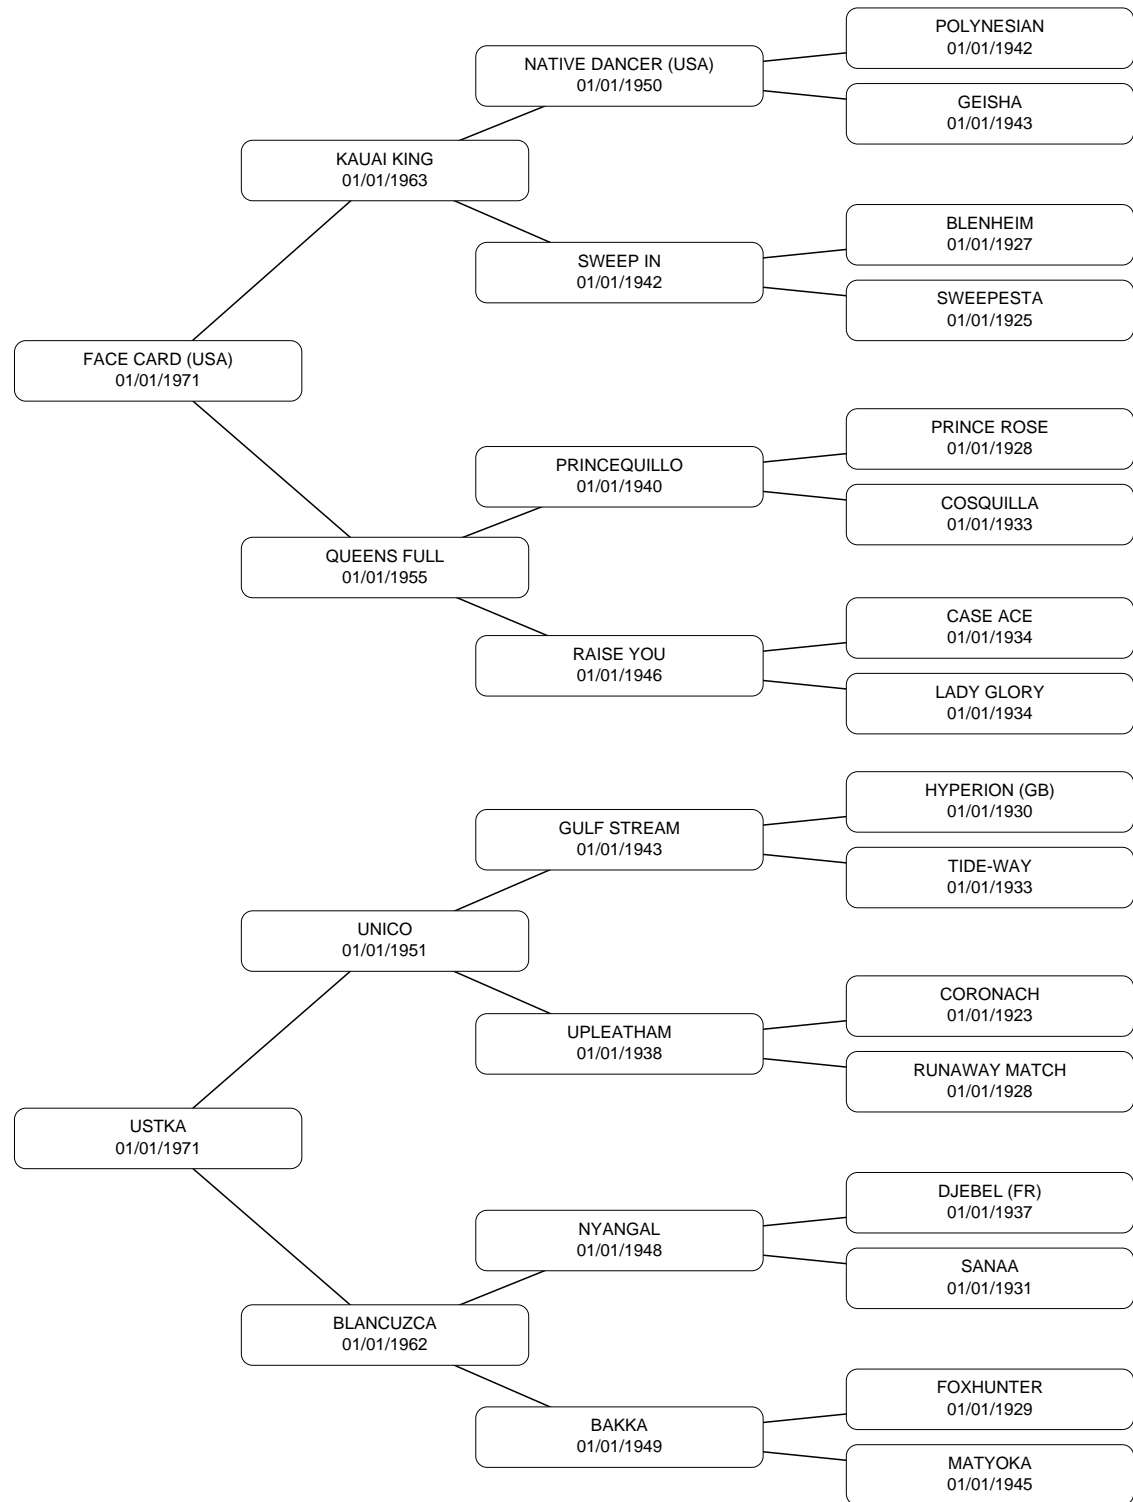 POLYNESIAN
01/01/1942
NATIVE DANCER (USA)
01/01/1950
GEISHA
01/01/1943
KAUAI KING
01/01/1963
BLENHEIM
01/01/1927
SWEEP IN
01/01/1942
SWEEPESTA
01/01/1925
FACE CARD (USA)
01/01/1971
PRINCE ROSE
01/01/1928
PRINCEQUILLO
01/01/1940
COSQUILLA
01/01/1933
QUEENS FULL
01/01/1955
CASE ACE
01/01/1934
RAISE YOU
01/01/1946
LADY GLORY
01/01/1934
HYPERION (GB)
01/01/1930
GULF STREAM
01/01/1943
TIDE-WAY
01/01/1933
UNICO
01/01/1951
CORONACH
01/01/1923
UPLEATHAM
01/01/1938
RUNAWAY MATCH
01/01/1928
USTKA
01/01/1971
DJEBEL (FR)
01/01/1937
NYANGAL
01/01/1948
SANAA
01/01/1931
BLANCUZCA
01/01/1962
FOXHUNTER
01/01/1929
BAKKA
01/01/1949
MATYOKA
01/01/1945